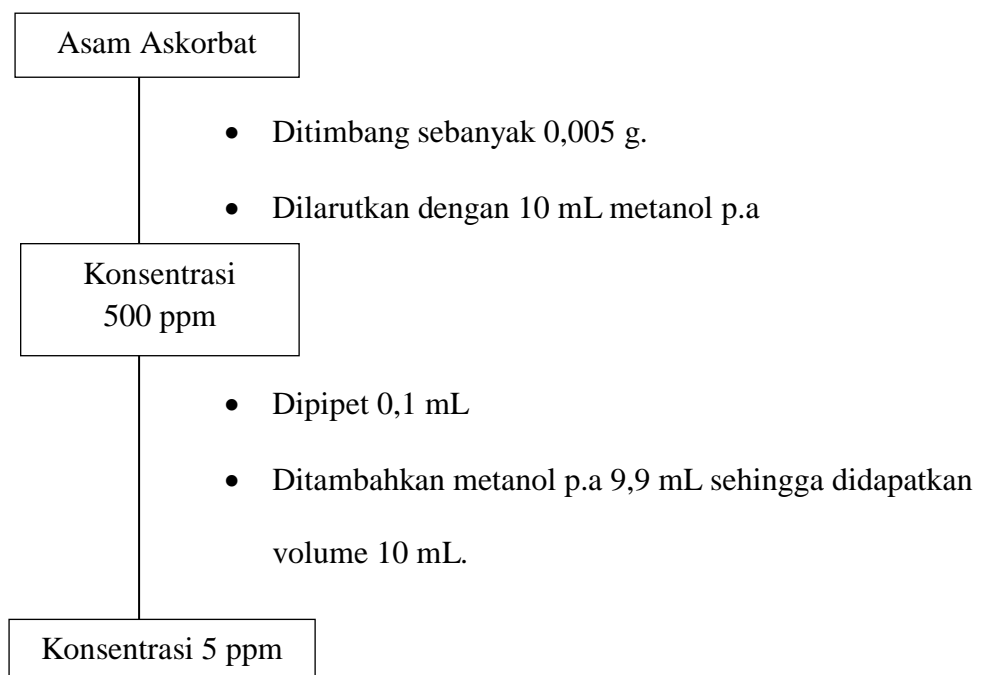 Asam Askorbat
• Ditimbang sebanyak 0,005 g.
• Dilarutkan dengan 10 mL metanol p.a
Konsentrasi
500 ppm
• Dipipet 0,1 mL
• Ditambahkan metanol p.a 9,9 mL sehingga didapatkan
volume 10 mL.
Konsentrasi 5 ppm